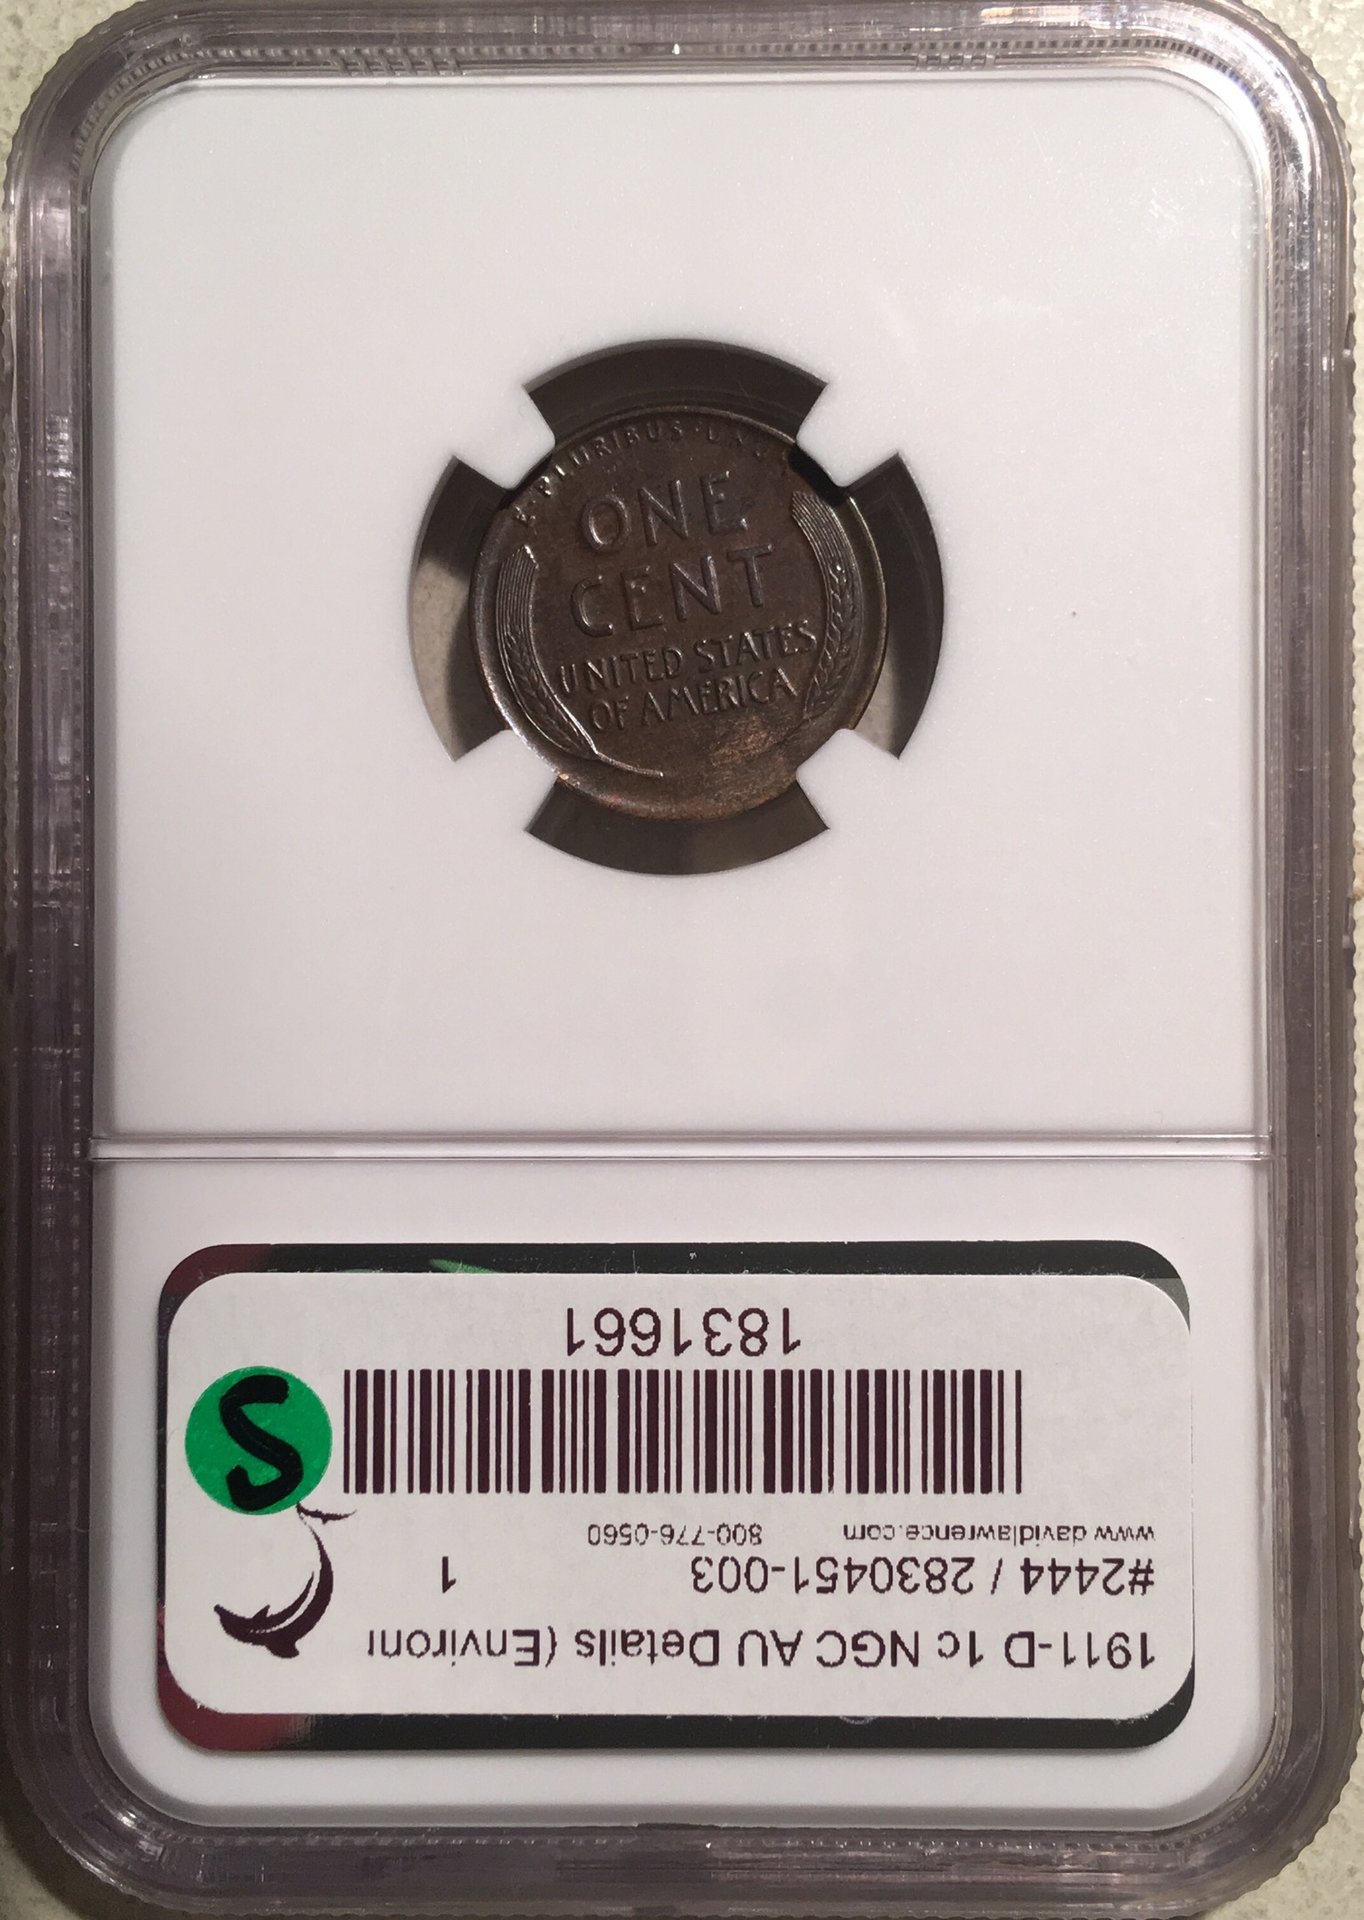 E·PLURIBUS·UNUM
ONE
CENT
UNITED STATES
OF AMERICA
1911-D 1c NGC AU Details (Environ
#2444 / 2830451-003 1
www.davidlawrence.com 800-776-0560
S
1831661